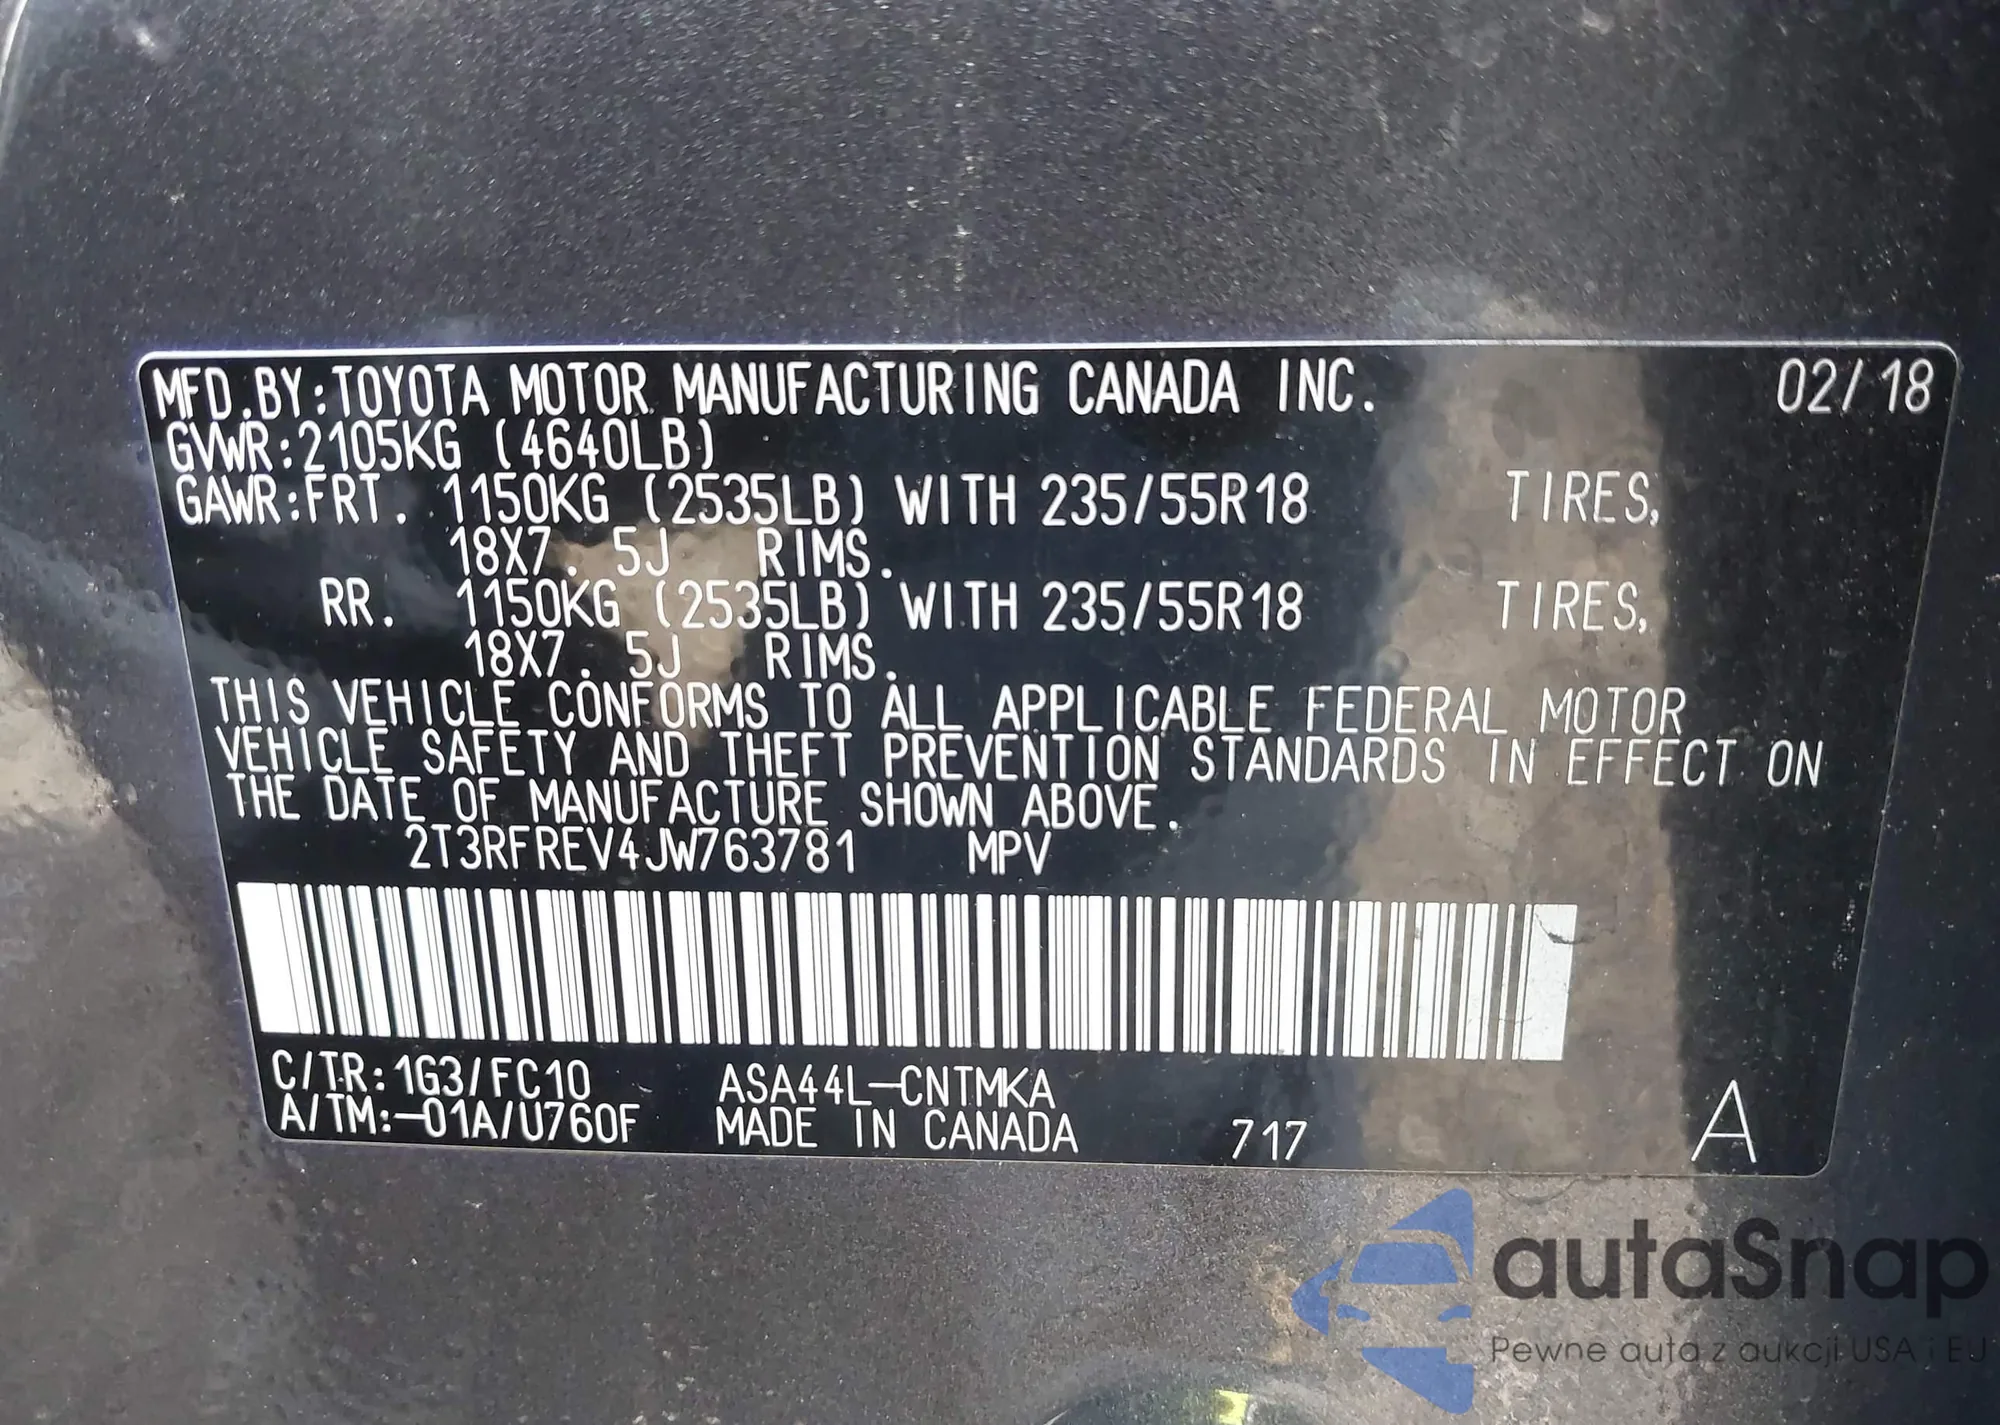 MFD.BY:TOYOTA MOTOR MANUFACTURING CANADA INC. 02/18
GVWR:2105KG (4640LB)
GAWR:FRT. 1150KG (2535LB) WITH 235/55R18 TIRES,
18X7.5J RIMS.
RR. 1150KG (2535LB) WITH 235/55R18 TIRES,
18X7.5J RIMS.
THIS VEHICLE CONFORMS TO ALL APPLICABLE FEDERAL MOTOR
VEHICLE SAFETY AND THEFT PREVENTION STANDARDS IN EFFECT ON
THE DATE OF MANUFACTURE SHOWN ABOVE.
2T3RFREV4JW763781 MPV
C/TR:1G3/FC10 ASA44L-CNTMKA
A/TM:-01A/U760F MADE IN CANADA 717 A
autaSnap
Pewne auta z aukcji USA i EU